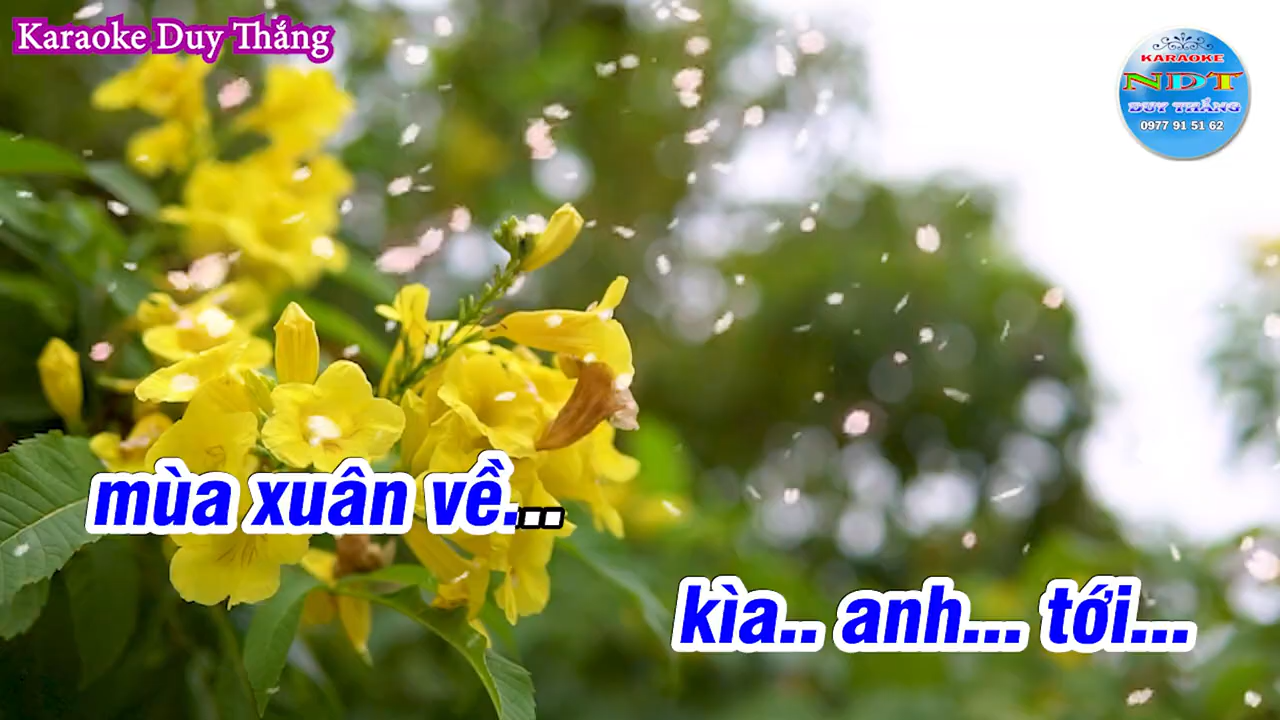 Karaoke Duy Thắng
KARAOKE
NDT
DUY THẮNG
0977 91 51 62
mùa xuân về...
kìa.. anh... tới...